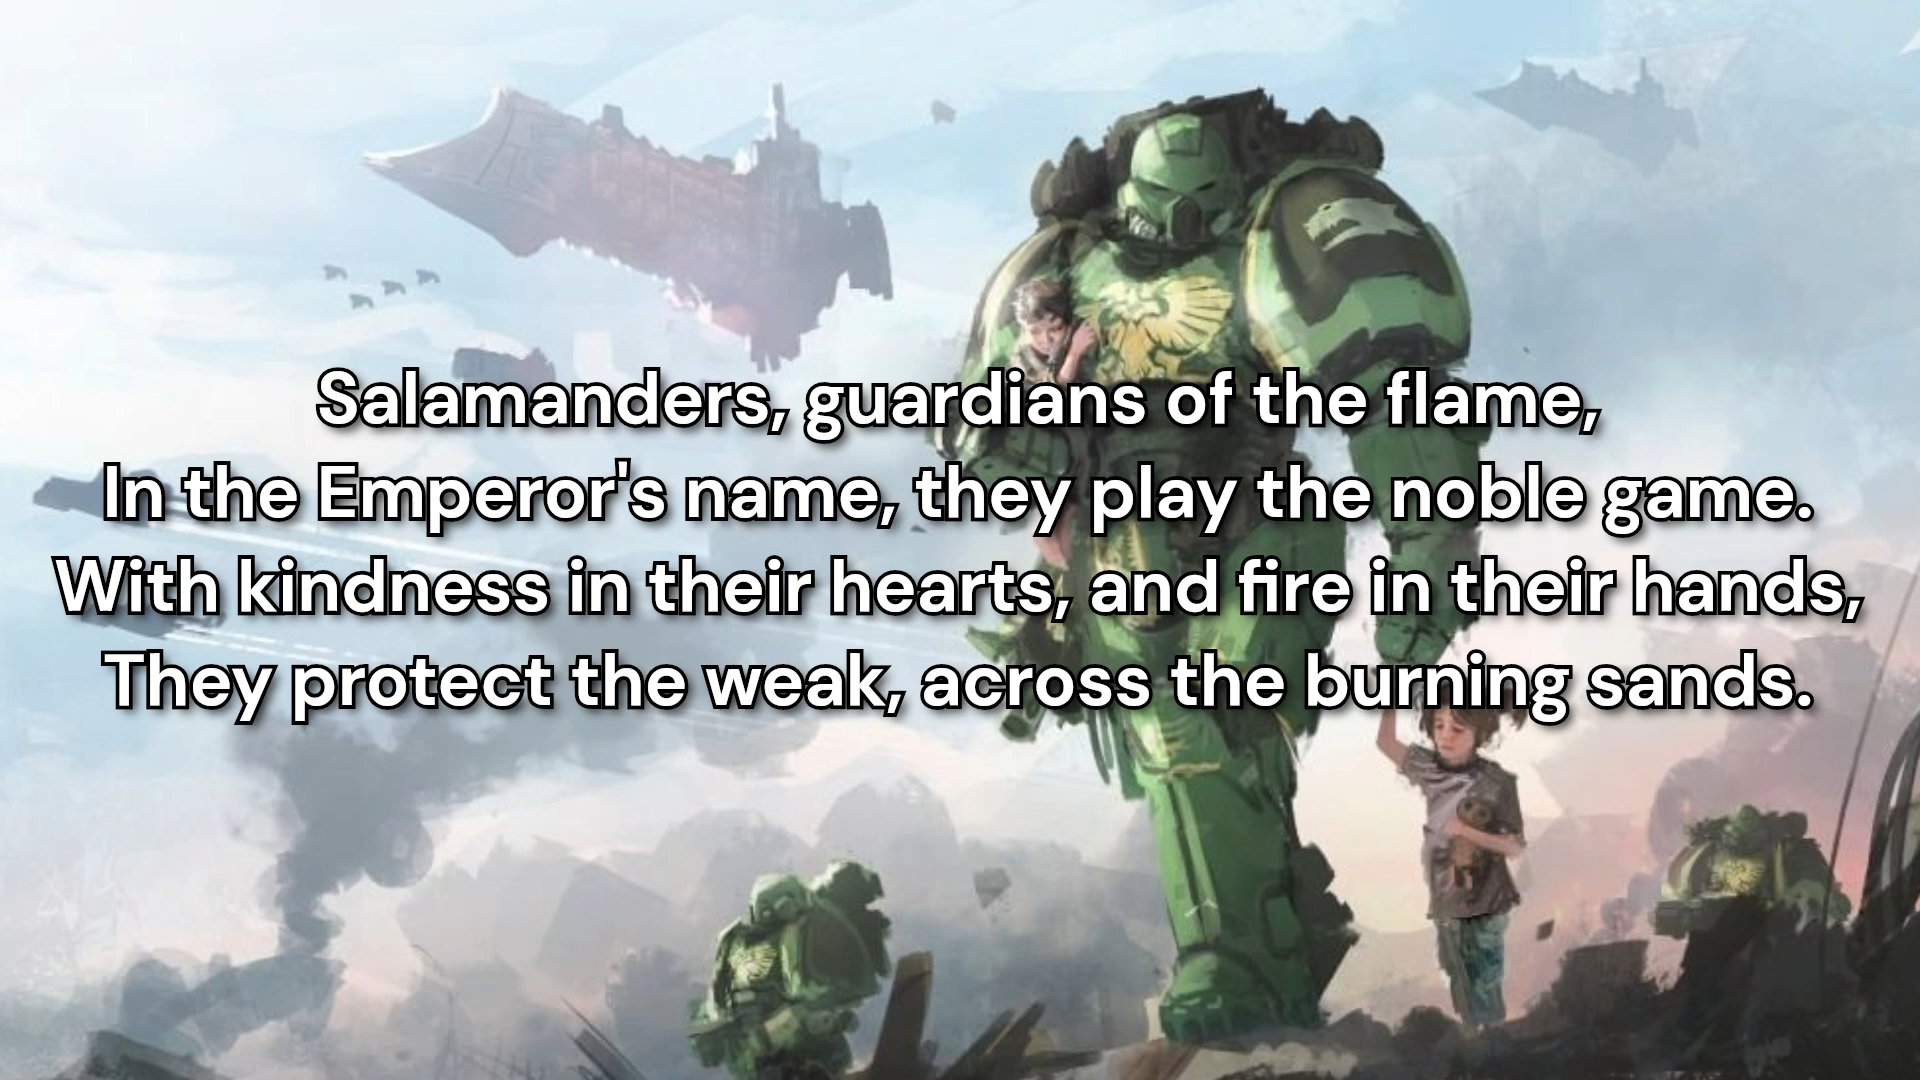 Salamanders, guardians of the flame,
In the Emperor's name, they play the noble game.
With kindness in their hearts, and fire in their hands,
They protect the weak, across the burning sands.